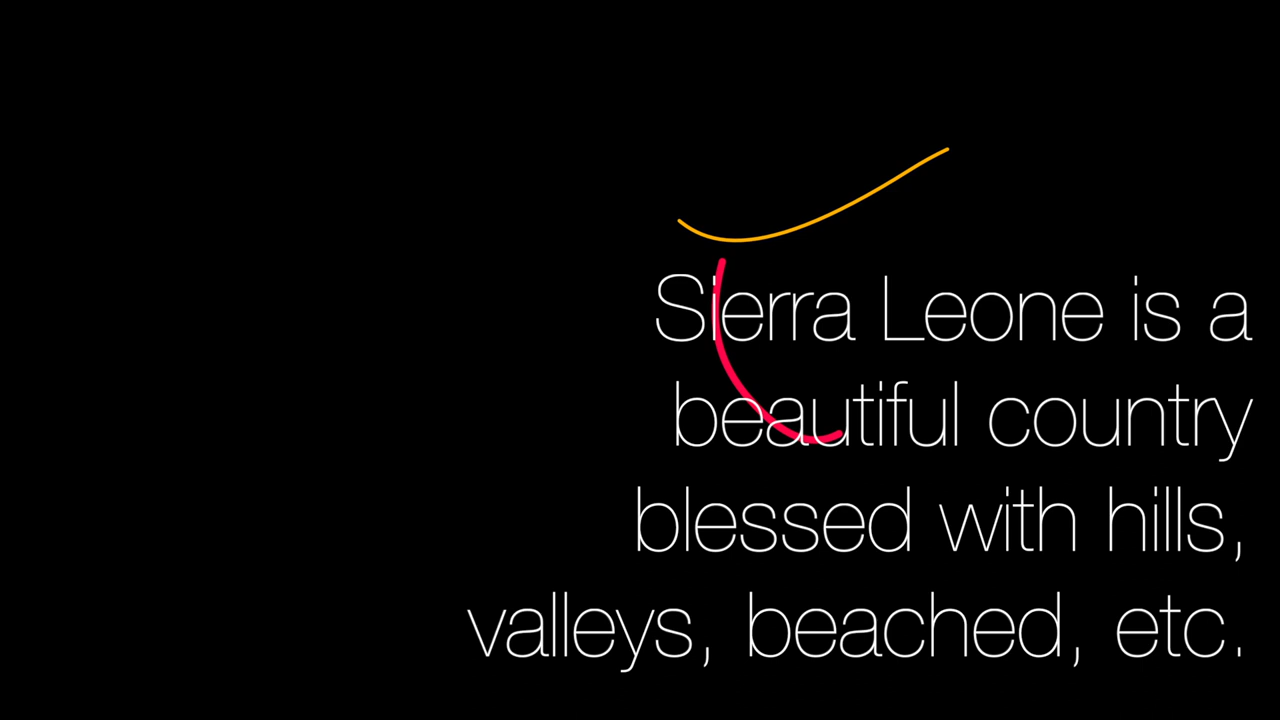 Sierra Leone is a
beautiful country
blessed with hills,
valleys, beached, etc.